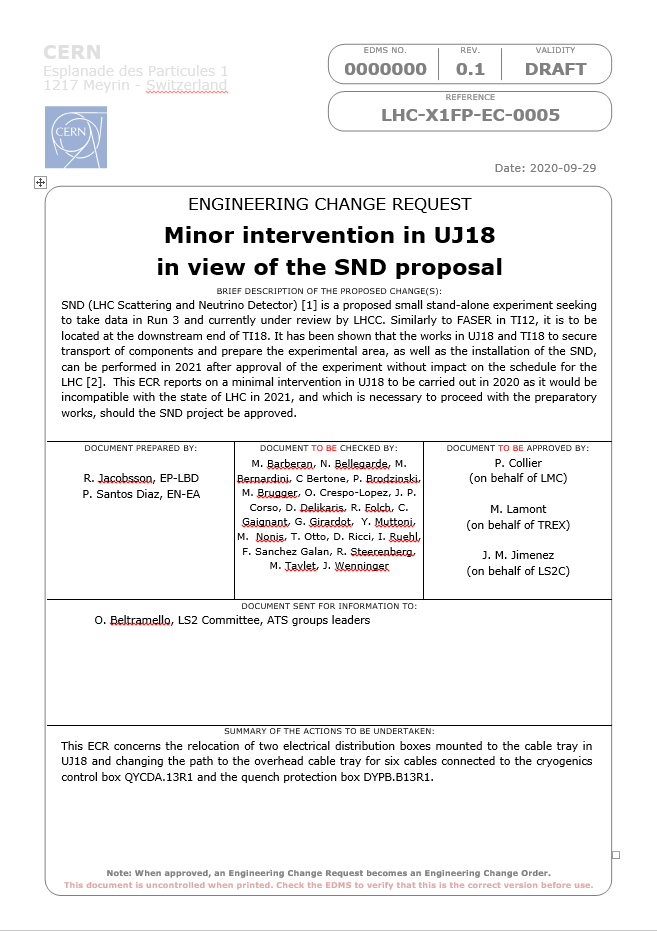 CERN
Esplanade des Particules 1
1217 Meyrin - Switzerland
CERN
EDMS NO. REV. VALIDITY
0000000 0.1 DRAFT
REFERENCE
LHC-X1FP-EC-0005
Date: 2020-09-29
ENGINEERING CHANGE REQUEST
Minor intervention in UJ18
in view of the SND proposal
BRIEF DESCRIPTION OF THE PROPOSED CHANGE(S):
SND (LHC Scattering and Neutrino Detector) [1] is a proposed small stand-alone experiment seeking
to take data in Run 3 and currently under review by LHCC. Similarly to FASER in TI12, it is to be
located at the downstream end of TI18. It has been shown that the works in UJ18 and TI18 to secure
transport of components and prepare the experimental area, as well as the installation of the SND,
can be performed in 2021 after approval of the experiment without impact on the schedule for the
LHC [2]. This ECR reports on a minimal intervention in UJ18 to be carried out in 2020 as it would be
incompatible with the state of LHC in 2021, and which is necessary to proceed with the preparatory
works, should the SND project be approved.
DOCUMENT PREPARED BY:
R. Jacobsson, EP-LBD
P. Santos Diaz, EN-EA
DOCUMENT TO BE CHECKED BY:
M. Barberan, N. Bellegarde, M.
Bernardini, C Bertone, P. Brodzinski,
M. Brugger, O. Crespo-Lopez, J. P.
Corso, D. Delikaris, R. Folch, C.
Gaignant, G. Girardot, Y. Muttoni,
M. Nonis, T. Otto, D. Ricci, I. Ruehl,
F. Sanchez Galan, R. Steerenberg,
M. Tavlet, J. Wenninger
DOCUMENT TO BE APPROVED BY:
P. Collier
(on behalf of LMC)
M. Lamont
(on behalf of TREX)
J. M. Jimenez
(on behalf of LS2C)
DOCUMENT SENT FOR INFORMATION TO:
O. Beltramello, LS2 Committee, ATS groups leaders
SUMMARY OF THE ACTIONS TO BE UNDERTAKEN:
This ECR concerns the relocation of two electrical distribution boxes mounted to the cable tray in
UJ18 and changing the path to the overhead cable tray for six cables connected to the cryogenics
control box QYCDA.13R1 and the quench protection box DYPB.B13R1.
Note: When approved, an Engineering Change Request becomes an Engineering Change Order.
This document is uncontrolled when printed. Check the EDMS to verify that this is the correct version before use.